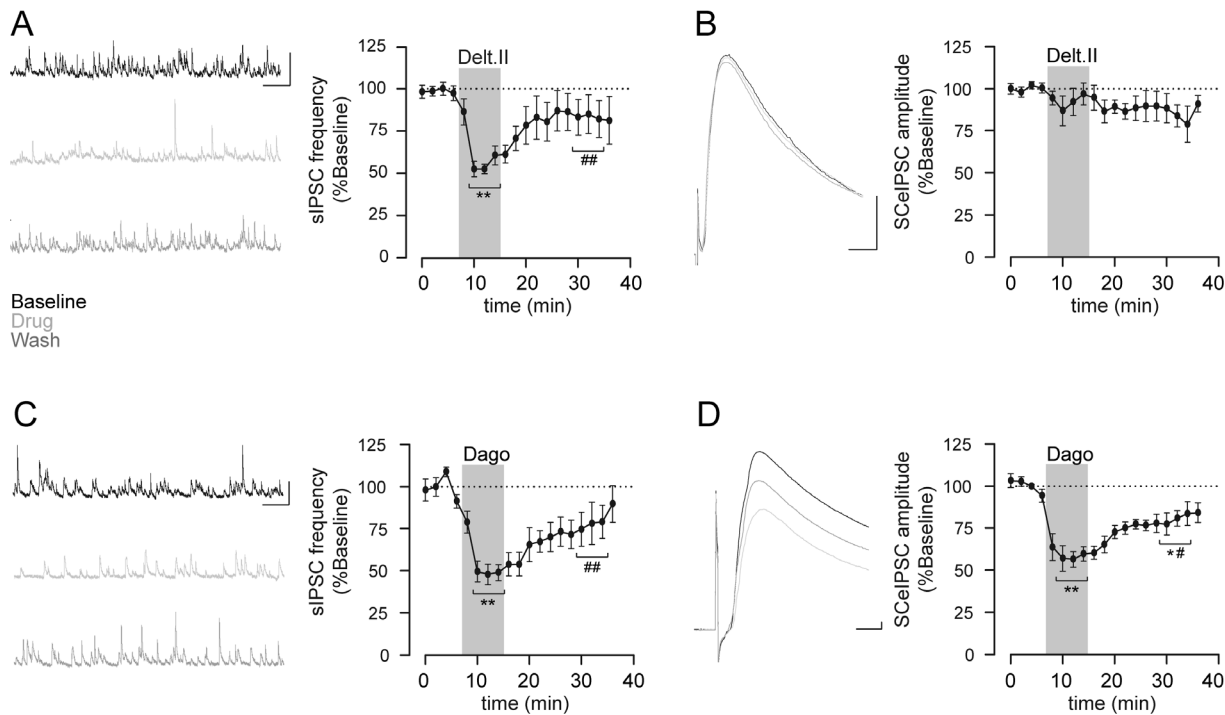 A
sIPSC frequency
(%Baseline)
125
100
75
50
25
0
Delt.II
**
##
0 10 20 30 40
time (min)
B
SCeIPSC amplitude
(%Baseline)
125
100
75
50
25
0
Delt.II
0 10 20 30 40
time (min)
Baseline
Drug
Wash
C
sIPSC frequency
(%Baseline)
125
100
75
50
25
0
Dago
**
##
0 10 20 30 40
time (min)
D
SCeIPSC amplitude
(%Baseline)
125
100
75
50
25
0
Dago
**
*#
0 10 20 30 40
time (min)